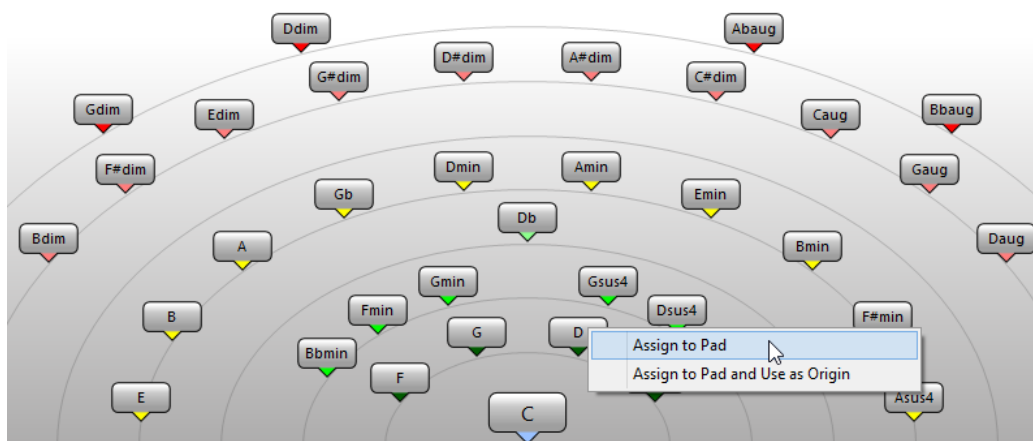 Ddim
Abaug
D#dim
A#dim
G#dim
C#dim
Gdim
Edim
Caug
Bbaug
F#dim
Dmin
Amin
Gaug
Gb
Emin
Db
Bdim
A
Bmin
Daug
Gmin
Gsus4
Fmin
Dsus4
B
F#min
G
D
Assign to Pad
Bbmin
Assign to Pad and Use as Origin
F
E
Asus4
C